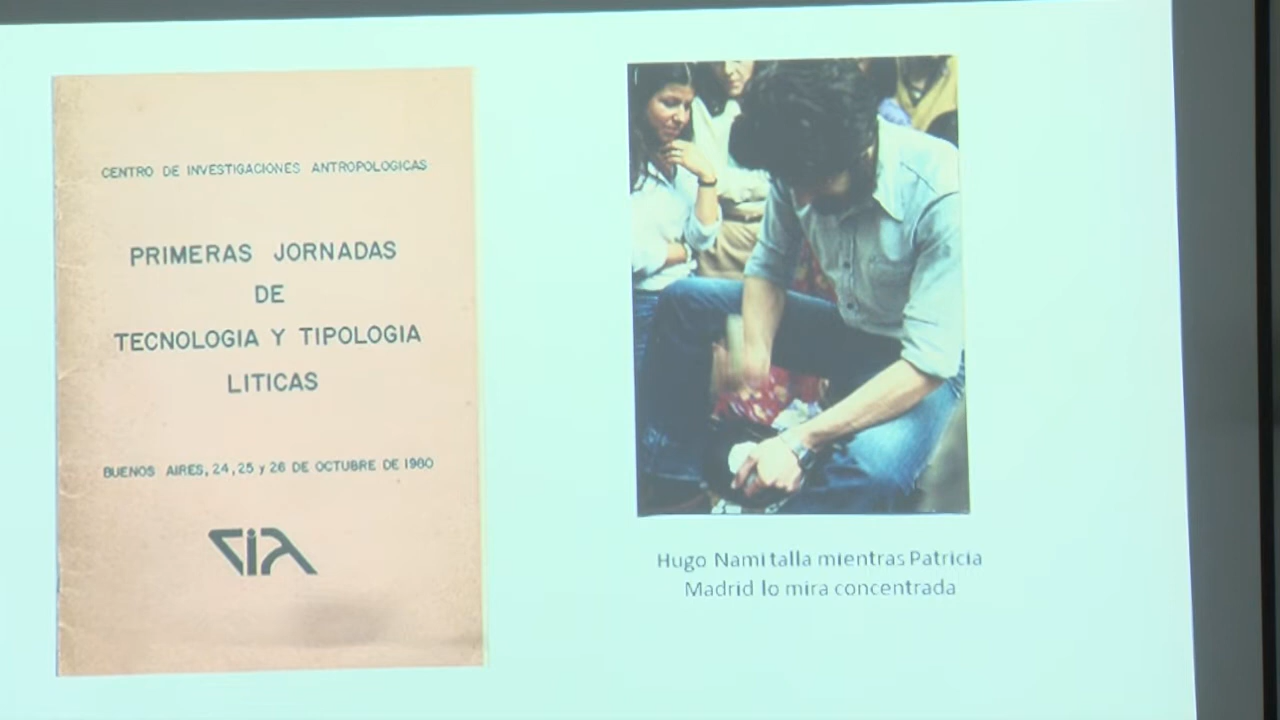 CENTRO DE INVESTIGACIONES ANTROPOLOGICAS
PRIMERAS JORNADAS
DE
TECNOLOGIA Y TIPOLOGIA
LITICAS
BUENOS AIRES, 24, 25 y 26 DE OCTUBRE DE 1980
CIA
Hugo Nami talla mientras Patricia
Madrid lo mira concentrada